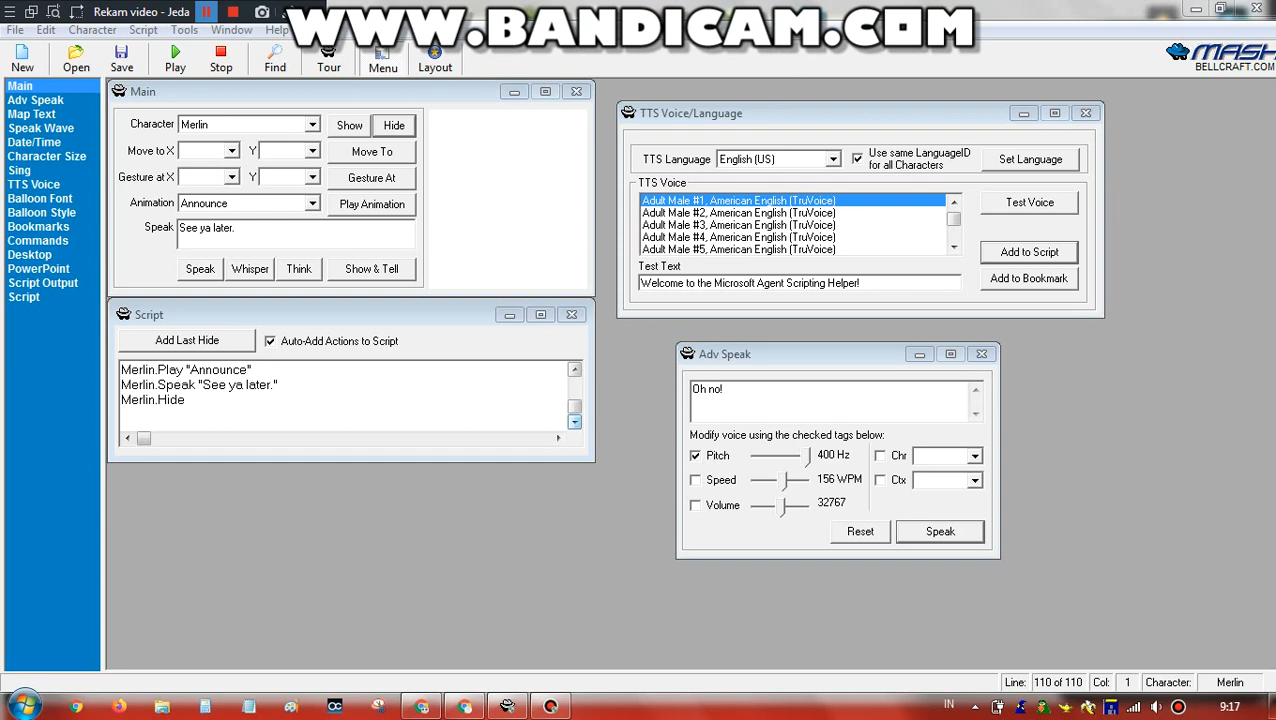 Rekam video - Jeda
WWW.BANDICAM.COM
File Edit Character Script Tools Window Help
New Open Save Play Stop Find Tour Menu Layout
MASH
BELLCRAFT.COM
Main
Adv Speak
Map Text
Speak Wave
Date/Time
Character Size
Sing
TTS Voice
Balloon Font
Balloon Style
Bookmarks
Commands
Desktop
PowerPoint
Script Output
Script
Main
Character Merlin Show Hide
Move to X Y Move To
Gesture at X Y Gesture At
Animation Announce Play Animation
Speak See ya later.
Speak Whisper Think Show & Tell
Script
Add Last Hide Auto-Add Actions to Script
Merlin.Play "Announce"
Merlin.Speak "See ya later."
Merlin.Hide
TTS Voice/Language
TTS Language English (US) Use same LanguageID
for all Characters Set Language
TTS Voice
Adult Male #1, American English (TruVoice)
Adult Male #2, American English (TruVoice)
Adult Male #3, American English (TruVoice)
Adult Male #4, American English (TruVoice)
Adult Male #5, American English (TruVoice)
Test Voice
Add to Script
Add to Bookmark
Test Text
Welcome to the Microsoft Agent Scripting Helper!
Adv Speak
Oh no!
Modify voice using the checked tags below:
Pitch 400 Hz Chr
Speed 156 WPM Ctx
Volume 32767
Reset Speak
Line: 110 of 110 Col: 1 Character: Merlin
IN 9:17